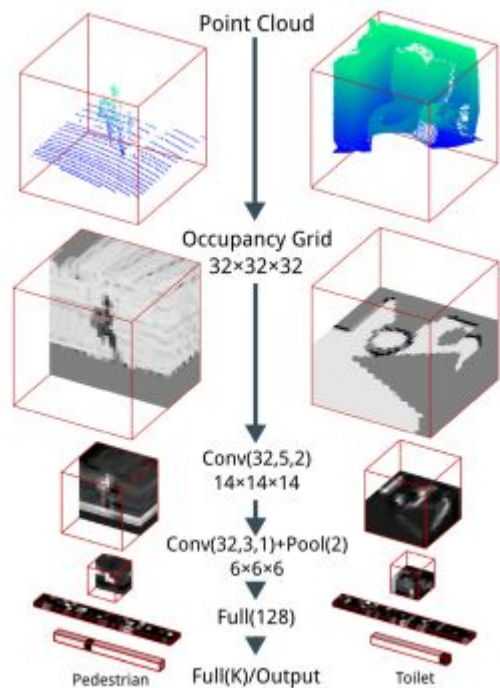 Point Cloud
Occupancy Grid
32×32×32
Conv(32,5,2)
14×14×14
Conv(32,3,1)+Pool(2)
6×6×6
Full(128)
Pedestrian
Full(K)/Output
Toilet